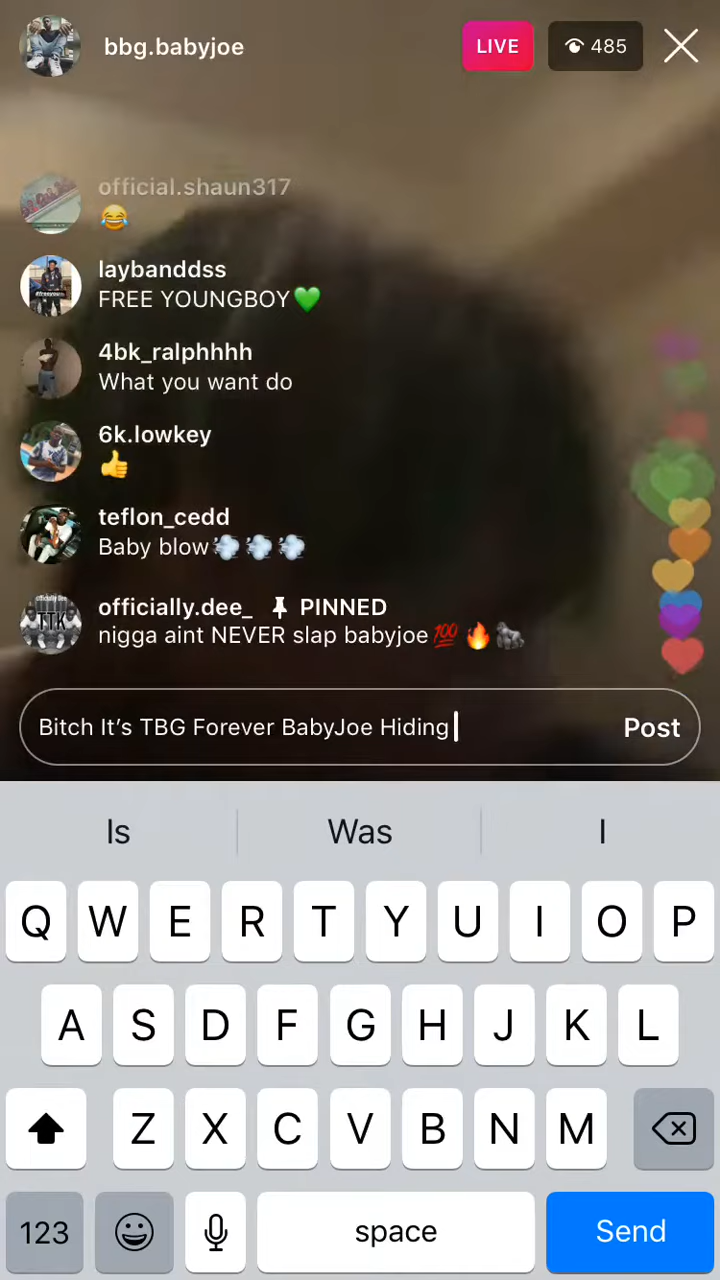 bbg.babyjoe LIVE 485
official.shaun317
😂
laybanddss
FREE YOUNGBOY💚
4bk_ralphhhh
What you want do
6k.lowkey
👍
teflon_cedd
Baby blow💨💨💨
officially.dee_ PINNED
nigga aint NEVER slap babyjoe💯🔥🦍
Bitch It’s TBG Forever BabyJoe Hiding Post
Is Was I
Q W E R T Y U I O P
A S D F G H J K L
Z X C V B N M
123 space Send